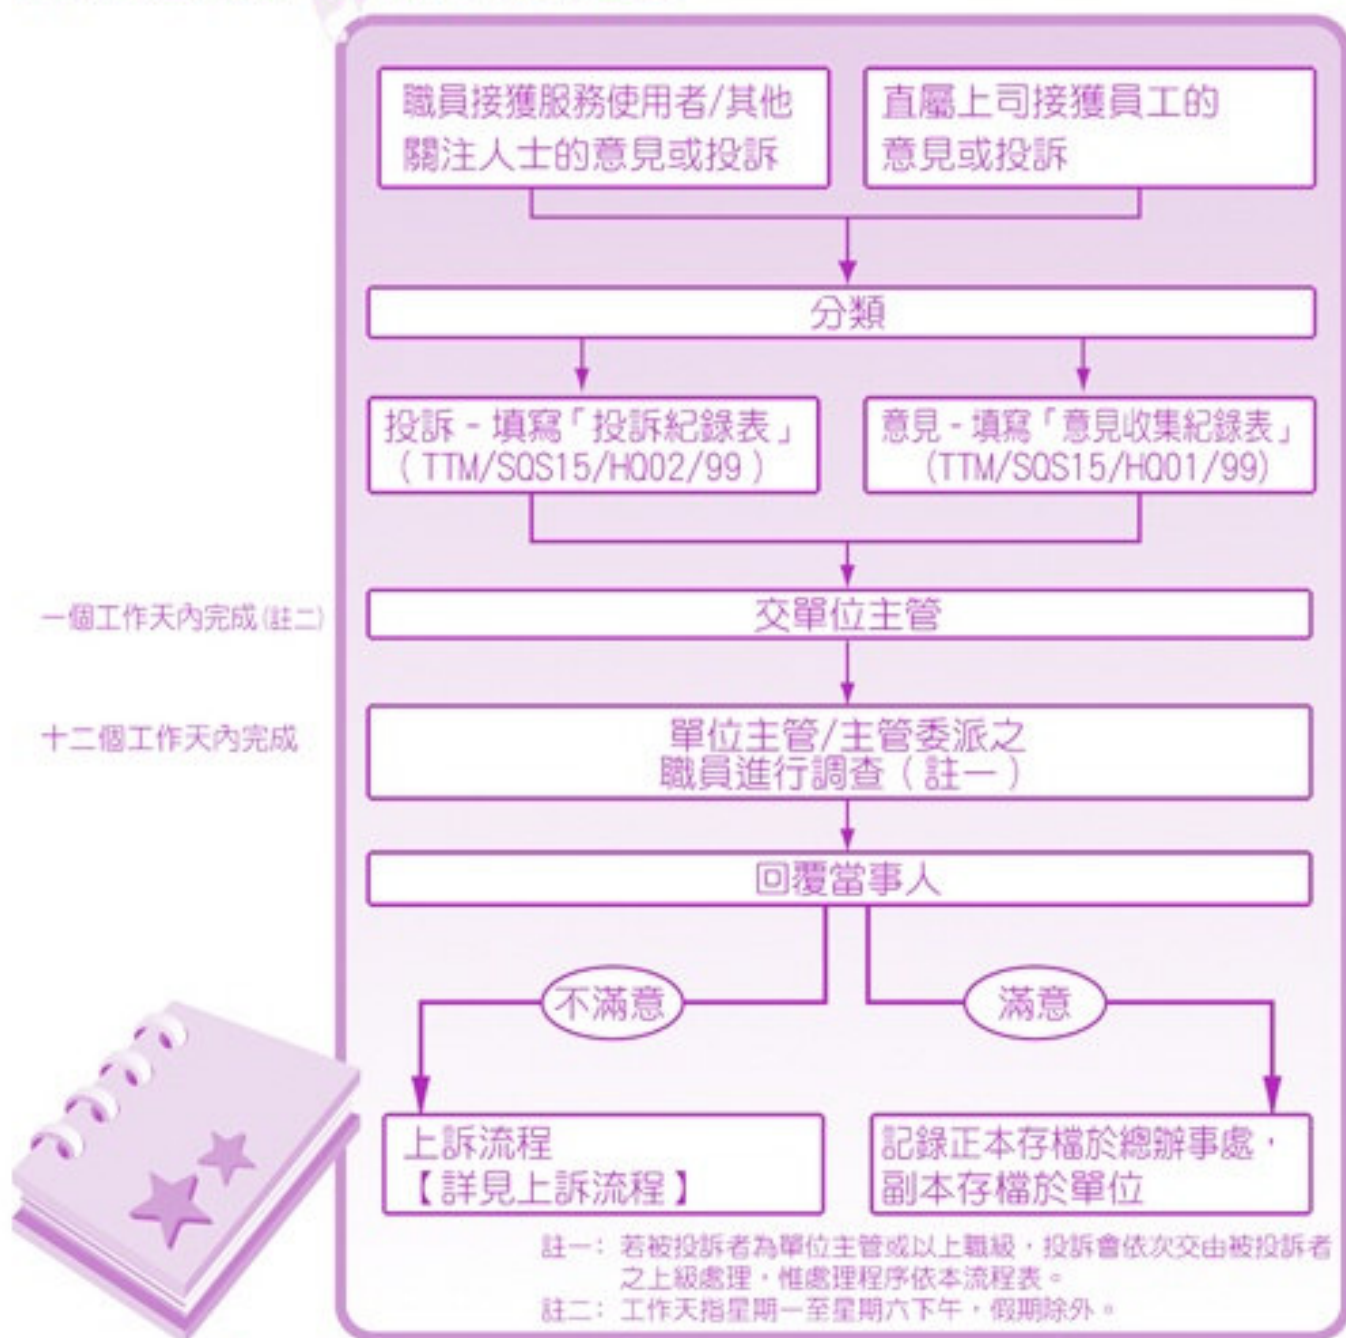 職員接獲服務使用者/其他
關注人士的意見或投訴
直屬上司接獲員工的
意見或投訴
分類
投訴 - 填寫「投訴紀錄表」
( TTM/SQS15/HQ02/99 )
意見 - 填寫「意見收集紀錄表」
(TTM/SQS15/HQ01/99)
一個工作天內完成(註二)
交單位主管
十二個工作天內完成
單位主管/主管委派之
職員進行調查（註一）
回覆當事人
不滿意
滿意
上訴流程
【詳見上訴流程】
記錄正本存檔於總辦事處，
副本存檔於單位
註一： 若被投訴者為單位主管或以上職級，投訴會依次交由被投訴者
之上級處理，惟處理程序依本流程表。
註二： 工作天指星期一至星期六下午，假期除外。